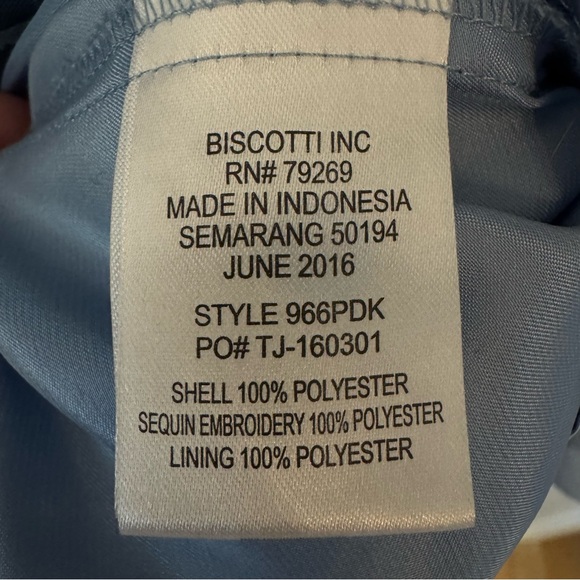 BISCOTTI INC
RN# 79269
MADE IN INDONESIA
SEMARANG 50194
JUNE 2016
STYLE 966PDK
PO# TJ-160301
SHELL 100% POLYESTER
SEQUIN EMBROIDERY 100% POLYESTER
LINING 100% POLYESTER